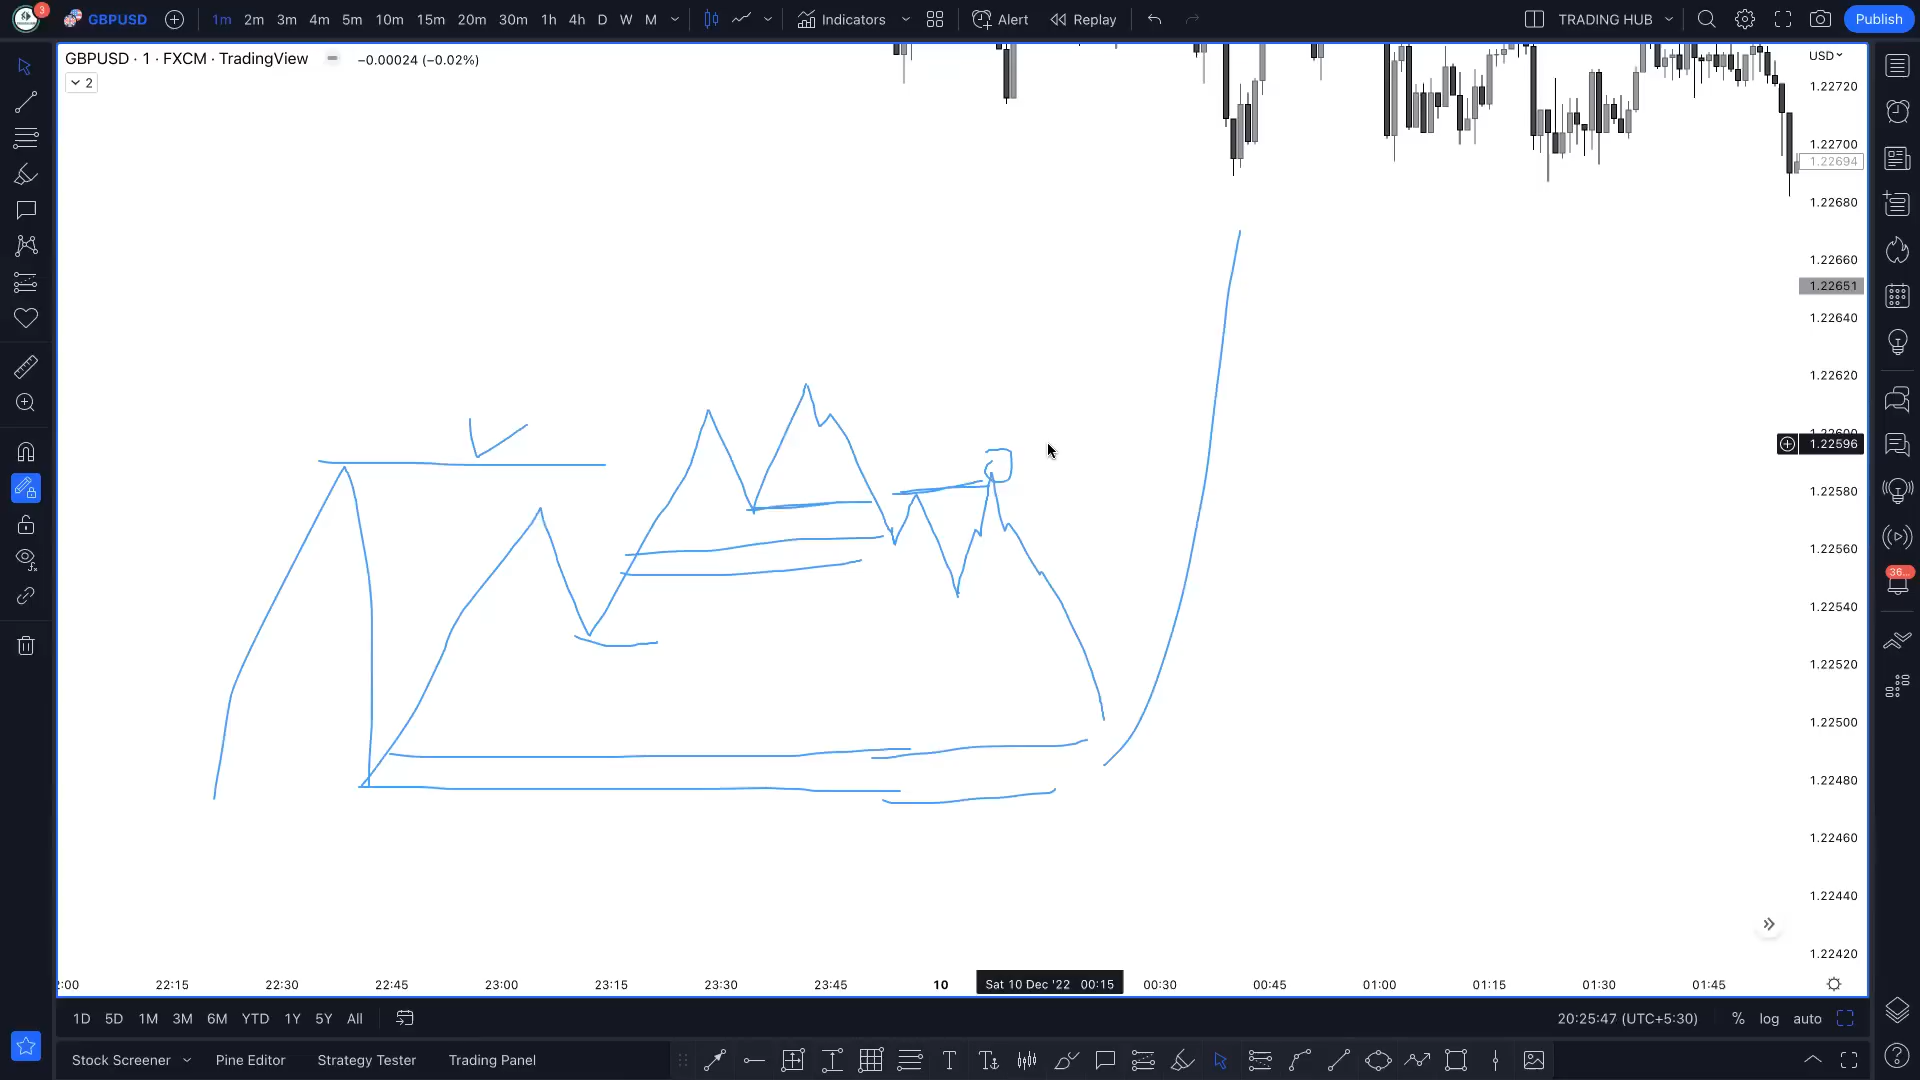 3
GBPUSD
1m 2m 3m 4m 5m 10m 15m 20m 30m 1h 4h D W M
Indicators
Alert
Replay
TRADING HUB
Publish
GBPUSD · 1 · FXCM · TradingView
−0.00024 (−0.02%)
2
USD
1.22720
1.22700
1.22694
1.22680
1.22660
1.22651
1.22640
1.22620
1.22596
1.22580
1.22560
1.22540
1.22520
1.22500
1.22480
1.22460
1.22440
1.22420
36...
:00 22:15 22:30 22:45 23:00 23:15 23:30 23:45 10 Sat 10 Dec '22 00:15 00:30 00:45 01:00 01:15 01:30 01:45
1D 5D 1M 3M 6M YTD 1Y 5Y All
20:25:47 (UTC+5:30)
% log auto
Stock Screener
Pine Editor
Strategy Tester
Trading Panel